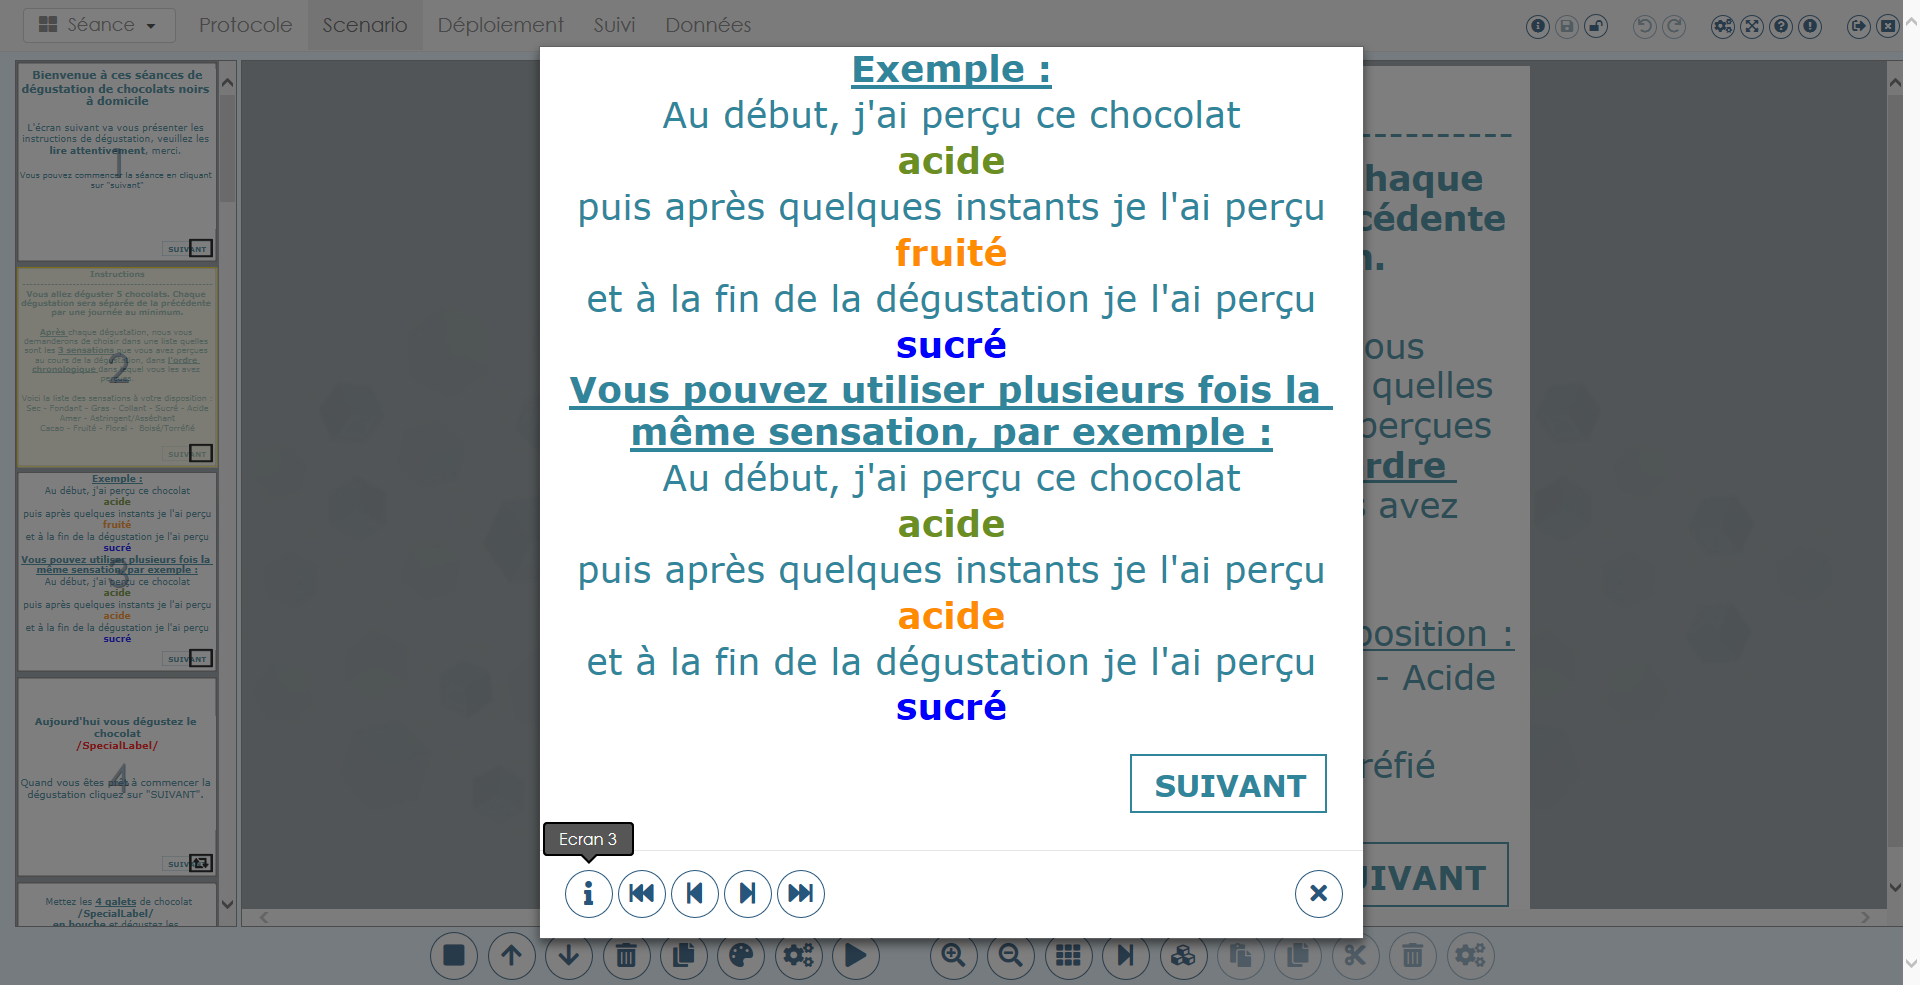 Séance
Protocole
Scenario
Déploiement
Suivi
Données
Bienvenue à ces séances de
dégustation de chocolats noirs
à domicile
L'écran suivant va vous présenter les
instructions de dégustation, veuillez les
lire attentivement, merci.
1
Vous pouvez commencer la séance en cliquant
sur "suivant"
SUIVANT
Instructions
Vous allez déguster 5 chocolats. Chaque
dégustation sera séparée de la précédente
par une journée au minimum.
Après chaque dégustation, nous vous
demanderons de choisir dans une liste quelles
sont les 3 sensations que vous avez perçues
au cours de la dégustation, dans l'ordre
chronologique dans lequel vous les avez
perçues.
2
Voici la liste des sensations à votre disposition :
Sec - Fondant - Gras - Collant - Sucré - Acide
Amer - Astringent/Asséchant
Cacao - Fruité - Floral - Boisé/Torréfié
SUIVANT
Exemple :
Au début, j'ai perçu ce chocolat
acide
puis après quelques instants je l'ai perçu
fruité
et à la fin de la dégustation je l'ai perçu
sucré
Vous pouvez utiliser plusieurs fois la
même sensation, par exemple :
3
Au début, j'ai perçu ce chocolat
acide
puis après quelques instants je l'ai perçu
acide
et à la fin de la dégustation je l'ai perçu
sucré
SUIVANT
Aujourd'hui vous dégustez le
chocolat
/SpecialLabel/
4
Quand vous êtes prêt à commencer la
dégustation cliquez sur "SUIVANT".
SUIVANT
Mettez les 4 galets de chocolat
/SpecialLabel/
en bouche et dégustez les
Exemple :
Au début, j'ai perçu ce chocolat
acide
puis après quelques instants je l'ai perçu
fruité
et à la fin de la dégustation je l'ai perçu
sucré
Vous pouvez utiliser plusieurs fois la
même sensation, par exemple :
Au début, j'ai perçu ce chocolat
acide
puis après quelques instants je l'ai perçu
acide
et à la fin de la dégustation je l'ai perçu
sucré
SUIVANT
Ecran 3
haque
cédente
n.
ous
quelles
perçues
rdre
s avez
position :
- Acide
réfié
UIVANT